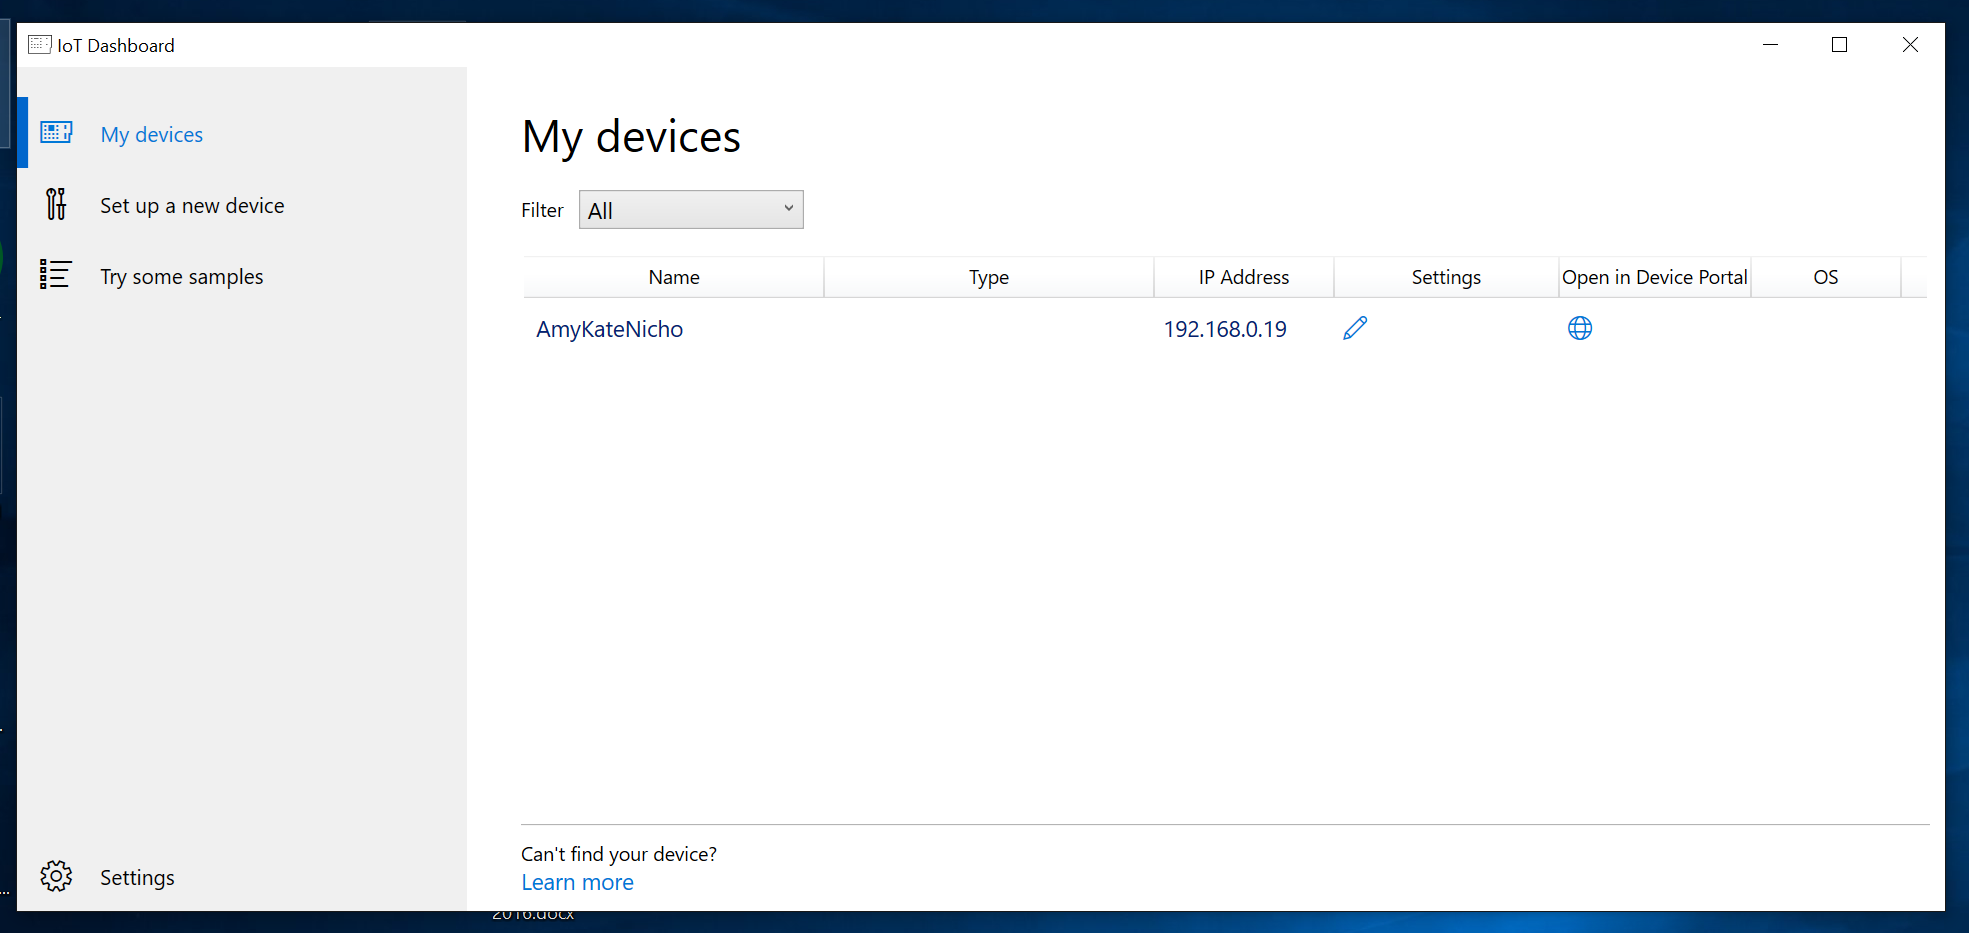 IoT Dashboard
My devices
Set up a new device
Try some samples
Settings
My devices
Filter All
Name Type IP Address Settings Open in Device Portal OS
AmyKateNicho 192.168.0.19
Can't find your device?
Learn more
2016.docx